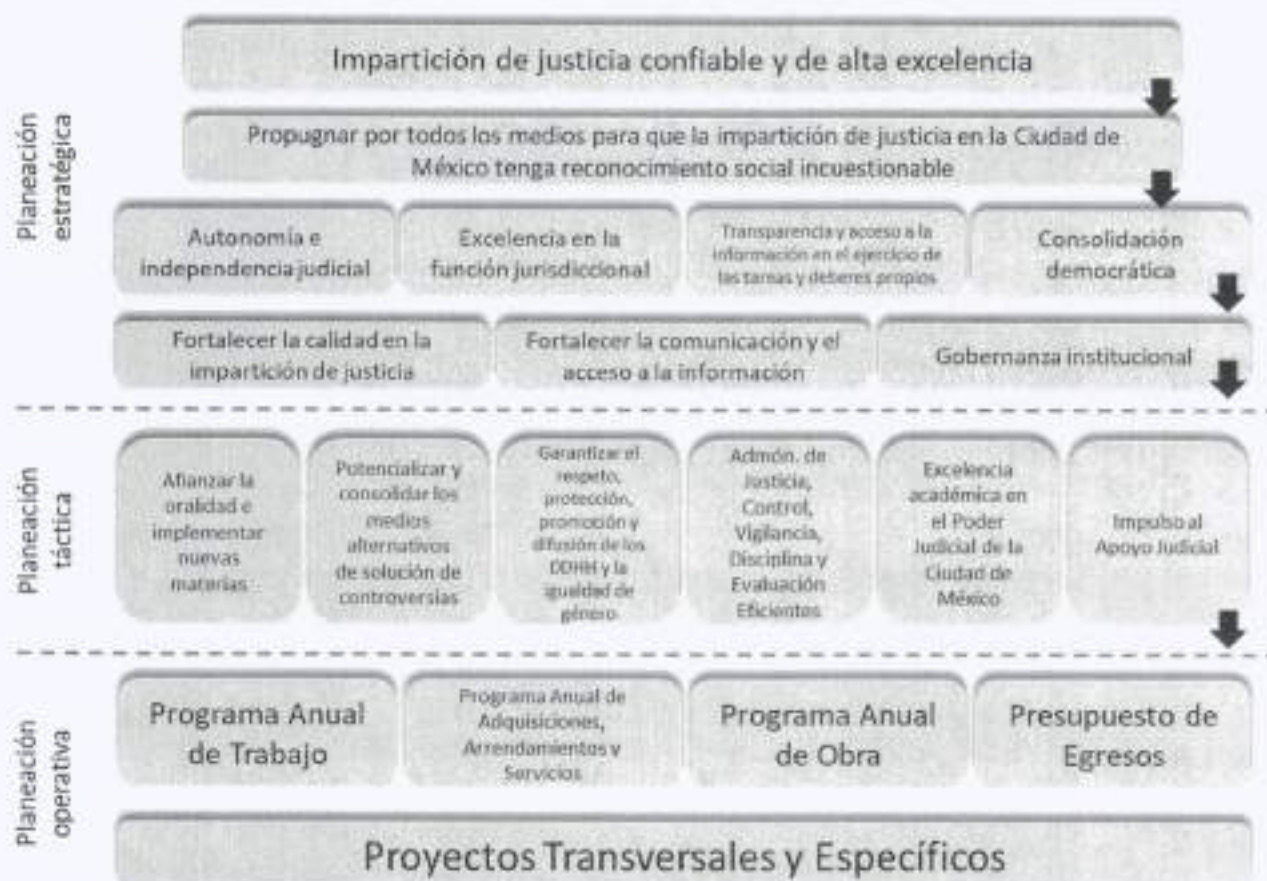 Planeación
estratégica
Impartición de justicia confiable y de alta excelencia
Propugnar por todos los medios para que la impartición de justicia en la Ciudad de
México tenga reconocimiento social incuestionable
Autonomía e
independencia judicial
Excelencia en la
función jurisdiccional
Transparencia y acceso a la
información en el ejercicio de
las tareas y deberes propios
Consolidación
democrática
Fortalecer la calidad en la
impartición de justicia
Fortalecer la comunicación y el
acceso a la información
Gobernanza institucional
Planeación
táctica
Afianzar la
oralidad e
implementar
nuevas
materias
Potencializar y
consolidar los
medios
alternativos
de solución de
controversias
Garantizar el
respeto,
protección,
promoción y
difusión de los
DDHH y la
igualdad de
género
Admón. de
Justicia,
Control,
Vigilancia,
Disciplina y
Evaluación
Eficientes
Excelencia
académica en
el Poder
Judicial de la
Ciudad de
México
Impulso al
Apoyo Judicial
Planeación
operativa
Programa Anual
de Trabajo
Programa Anual de
Adquisiciones,
Arrendamientos y
Servicios
Programa Anual
de Obra
Presupuesto de
Egresos
Proyectos Transversales y Específicos